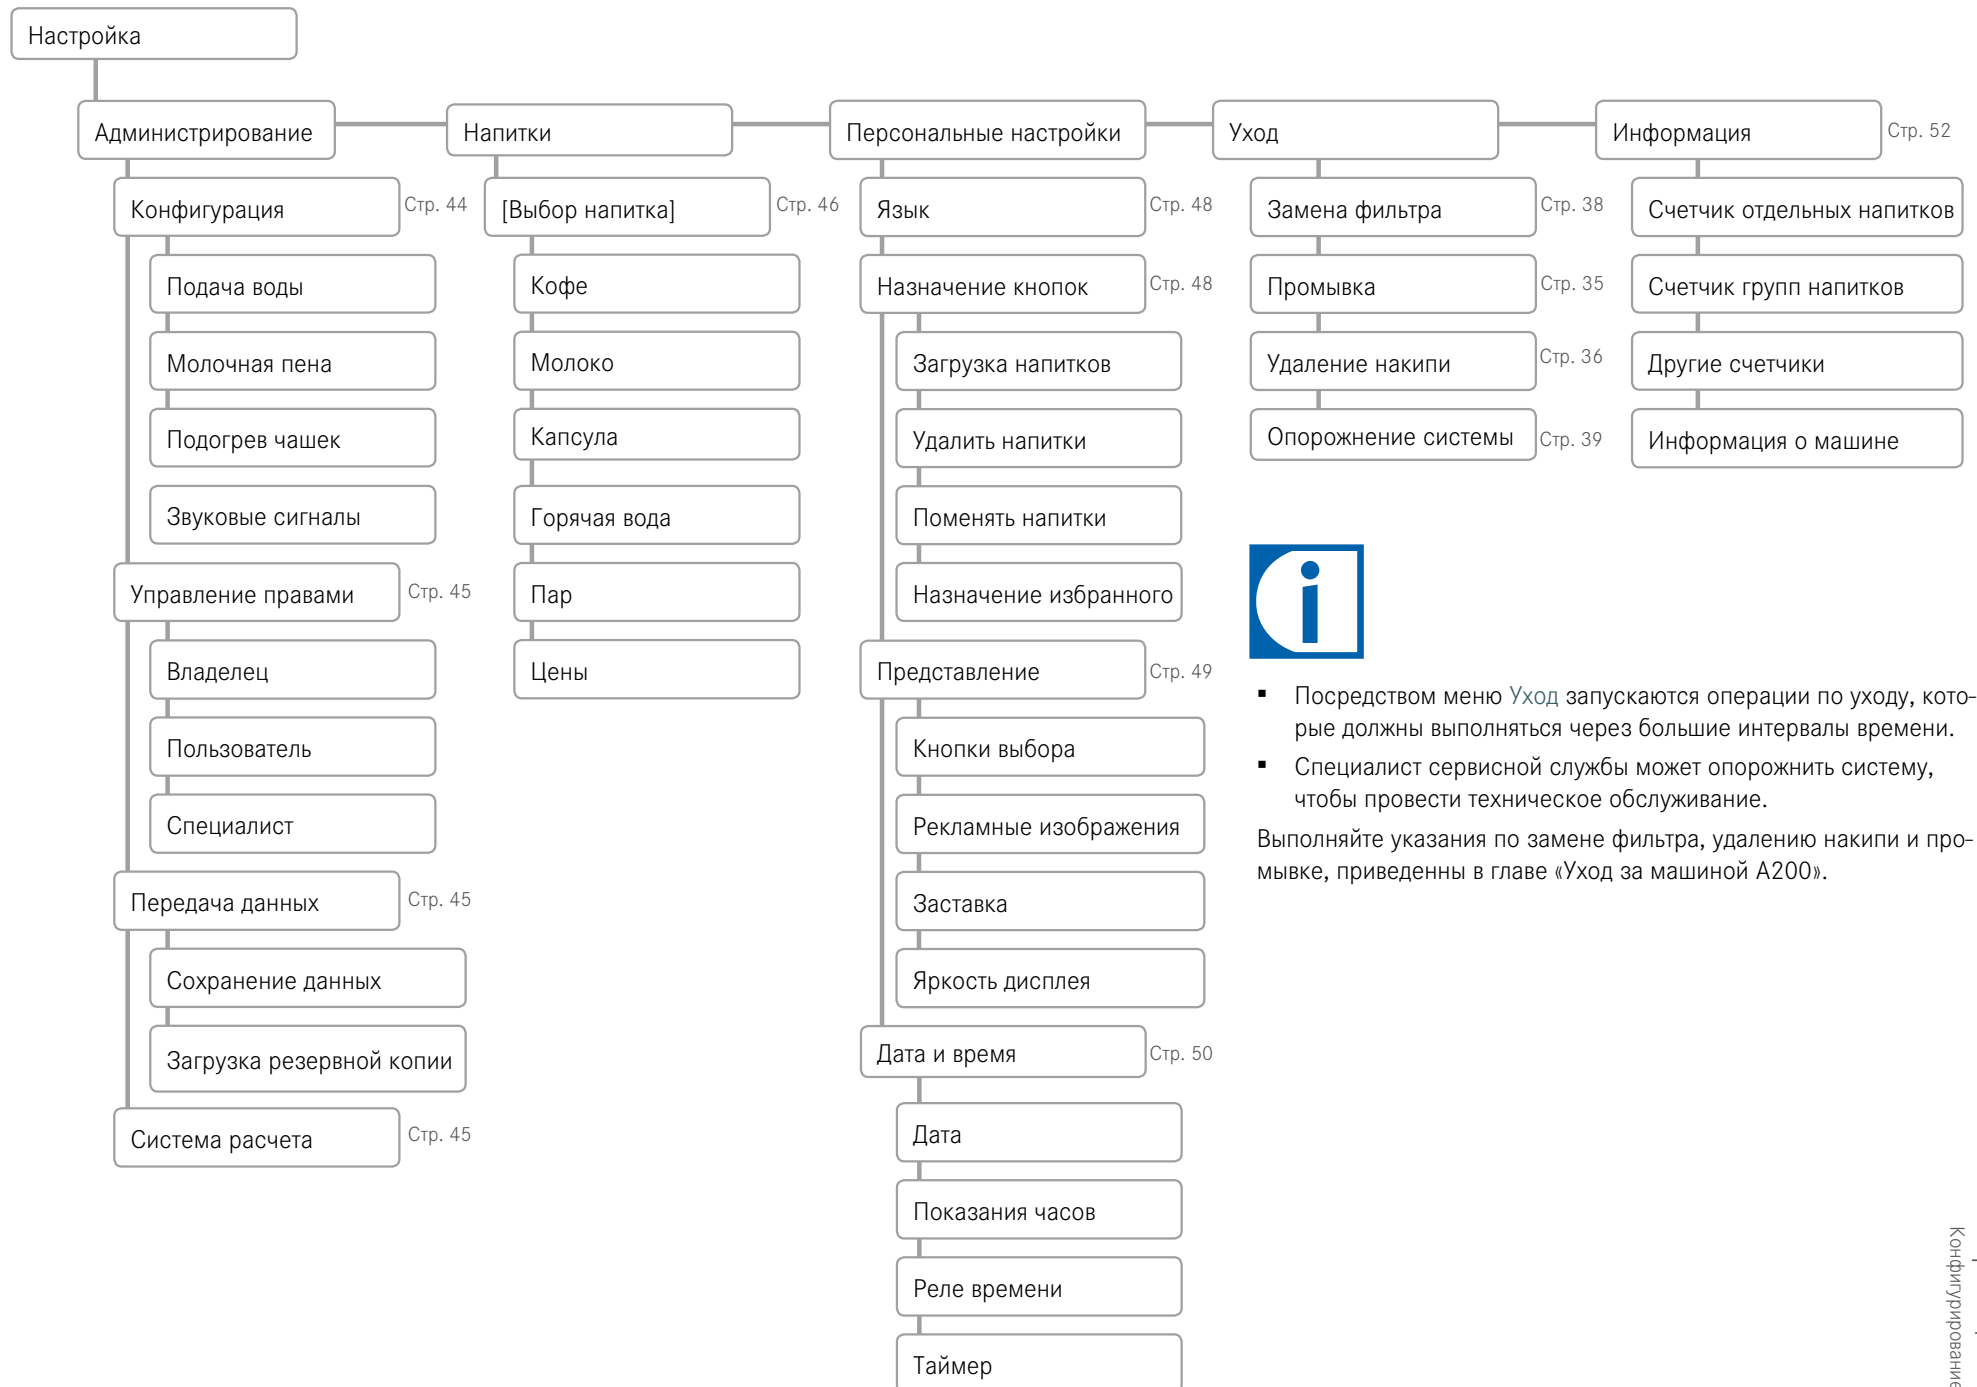 Настройка
Администрирование
Конфигурация
Стр. 44
Подача воды
Молочная пена
Подогрев чашек
Звуковые сигналы
Управление правами
Стр. 45
Владелец
Пользователь
Специалист
Передача данных
Стр. 45
Сохранение данных
Загрузка резервной копии
Система расчета
Стр. 45
Напитки
[Выбор напитка]
Стр. 46
Кофе
Молоко
Капсула
Горячая вода
Пар
Цены
Персональные настройки
Язык
Стр. 48
Назначение кнопок
Стр. 48
Загрузка напитков
Удалить напитки
Поменять напитки
Назначение избранного
Представление
Стр. 49
Кнопки выбора
Рекламные изображения
Заставка
Яркость дисплея
Дата и время
Стр. 50
Дата
Показания часов
Реле времени
Таймер
Уход
Замена фильтра
Стр. 38
Промывка
Стр. 35
Удаление накипи
Стр. 36
Опорожнение системы
Стр. 39
Информация
Стр. 52
Счетчик отдельных напитков
Счетчик групп напитков
Другие счетчики
Информация о машине
▪ Посредством меню Уход запускаются операции по уходу, кото-
рые должны выполняться через большие интервалы времени.
▪ Специалист сервисной службы может опорожнить систему,
чтобы провести техническое обслуживание.
Выполняйте указания по замене фильтра, удалению накипи и про-
мывке, приведенны в главе «Уход за машиной A200».
Конфигурирование